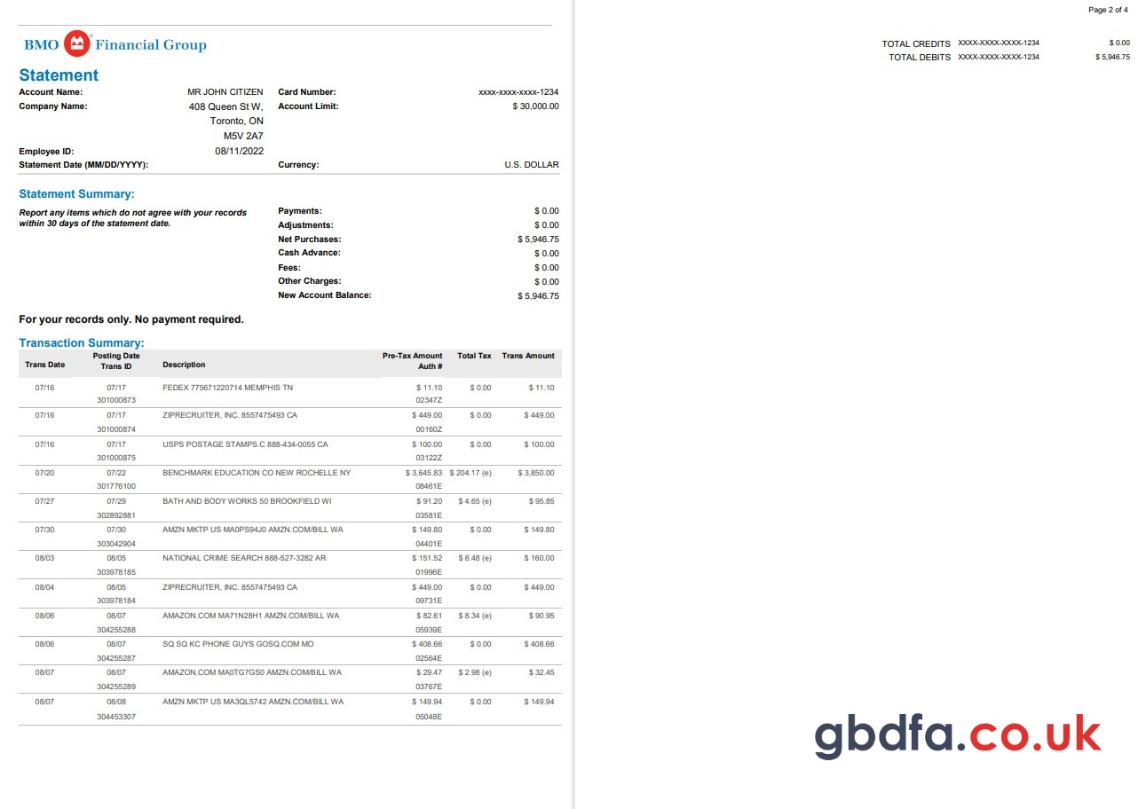 BMO Financial Group
Statement
Account Name: MR JOHN CITIZEN Card Number: xxxx-xxxx-xxxx-1234
Company Name: 408 Queen St W, Account Limit: $ 30,000.00
Toronto, ON
M5V 2A7
Employee ID: 08/11/2022
Statement Date (MM/DD/YYYY): Currency: U.S. DOLLAR
Statement Summary:
Report any items which do not agree with your records
within 30 days of the statement date.
Payments: $ 0.00
Adjustments: $ 0.00
Net Purchases: $ 5,946.75
Cash Advance: $ 0.00
Fees: $ 0.00
Other Charges: $ 0.00
New Account Balance: $ 5,946.75
For your records only. No payment required.
Transaction Summary:
Trans Date Posting Date Description Pre-Tax Amount Total Tax Trans Amount
Trans ID Auth #
07/16 07/17 FEDEX 775671220714 MEMPHIS TN $ 11.10 $ 0.00 $ 11.10
301000873 02347Z
07/16 07/17 ZIPRECRUITER, INC. 8557475493 CA $ 449.00 $ 0.00 $ 449.00
301000874 00160Z
07/16 07/17 USPS POSTAGE STAMPS.C 888-434-0055 CA $ 100.00 $ 0.00 $ 100.00
301000875 03122Z
07/20 07/22 BENCHMARK EDUCATION CO NEW ROCHELLE NY $ 3,645.83 $ 204.17 (e) $ 3,850.00
301776100 08461E
07/27 07/29 BATH AND BODY WORKS 50 BROOKFIELD WI $ 91.20 $ 4.65 (e) $ 95.85
302892881 03581E
07/30 07/30 AMZN MKTP US MA0PS94J0 AMZN.COM/BILL WA $ 149.80 $ 0.00 $ 149.80
303042904 04401E
08/03 08/05 NATIONAL CRIME SEARCH 888-527-3282 AR $ 151.52 $ 8.48 (e) $ 160.00
303978185 01996E
08/04 08/05 ZIPRECRUITER, INC. 8557475493 CA $ 449.00 $ 0.00 $ 449.00
303978184 09731E
08/06 08/07 AMAZON.COM MA71N28H1 AMZN.COM/BILL WA $ 82.61 $ 8.34 (e) $ 90.95
304255288 05939E
08/06 08/07 SQ SQ KC PHONE GUYS GOSQ.COM MO $ 408.66 $ 0.00 $ 408.66
304255287 02564E
08/07 08/07 AMAZON.COM MA0TG7GS0 AMZN.COM/BILL WA $ 29.47 $ 2.98 (e) $ 32.45
304255289 03767E
08/07 08/08 AMZN MKTP US MA3QL5742 AMZN.COM/BILL WA $ 149.94 $ 0.00 $ 149.94
304453307 05048E
Page 2 of 4
TOTAL CREDITS XXXX-XXXX-XXXX-1234 $ 0.00
TOTAL DEBITS XXXX-XXXX-XXXX-1234 $ 5,946.75
gbdfa.co.uk